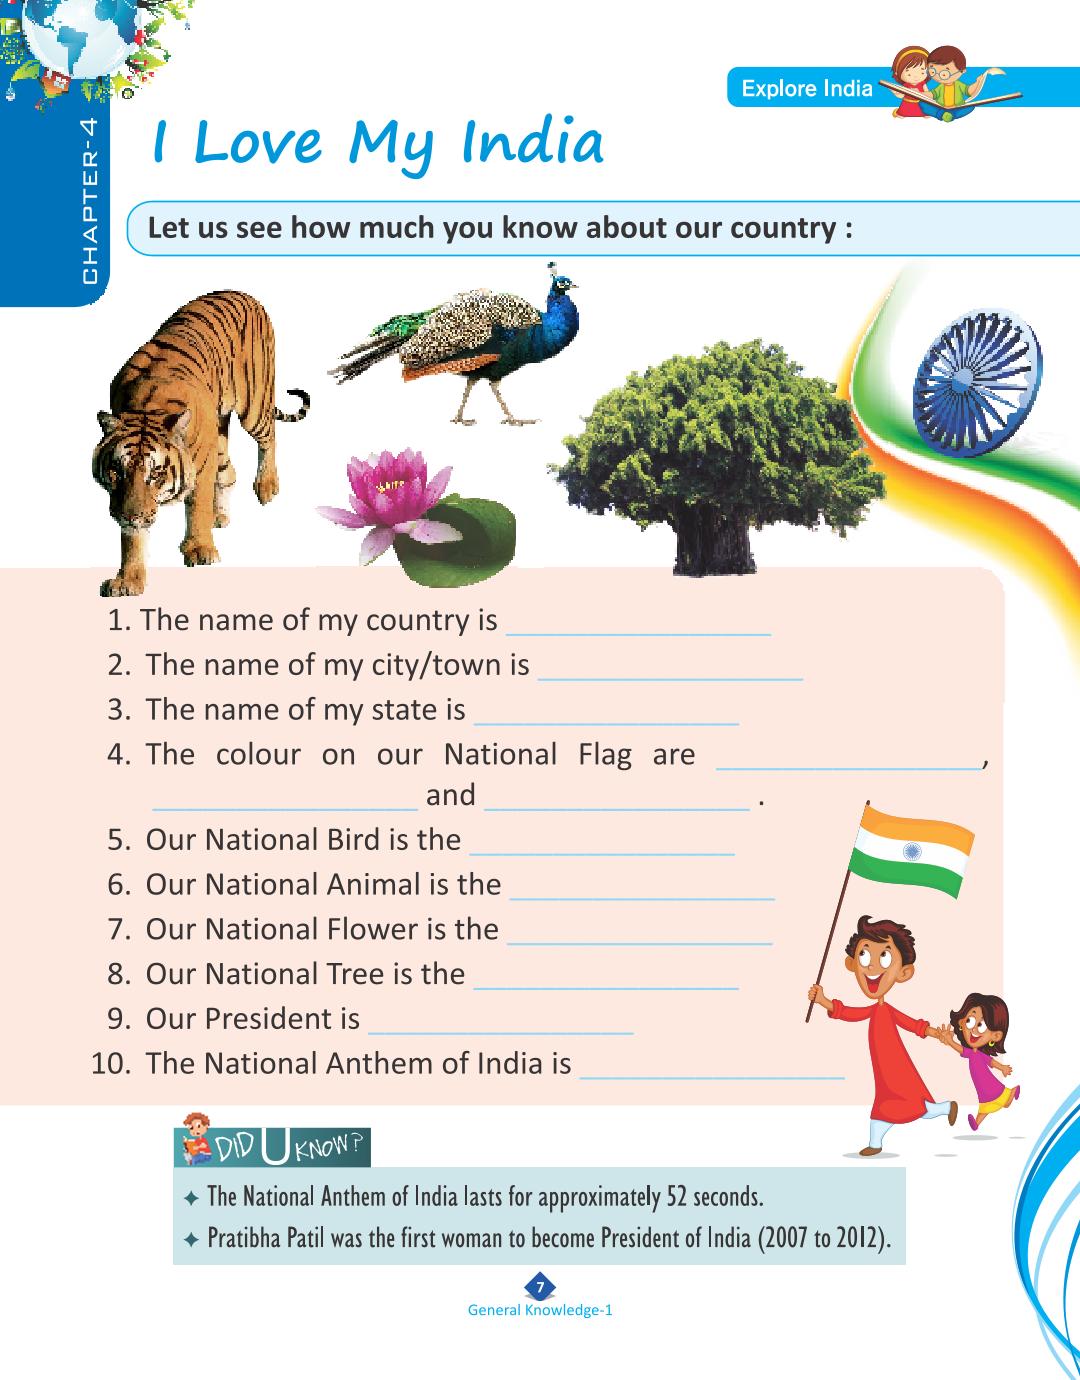 Explore India
CHAPTER-4
I Love My India
Let us see how much you know about our country :
1. The name of my country is ________________
2. The name of my city/town is ________________
3. The name of my state is ________________
4. The colour on our National Flag are ________________,
________________ and ________________ .
5. Our National Bird is the ________________
6. Our National Animal is the ________________
7. Our National Flower is the ________________
8. Our National Tree is the ________________
9. Our President is ________________
10. The National Anthem of India is ________________
DID U KNOW?
✦ The National Anthem of India lasts for approximately 52 seconds.
✦ Pratibha Patil was the first woman to become President of India (2007 to 2012).
7
General Knowledge-1